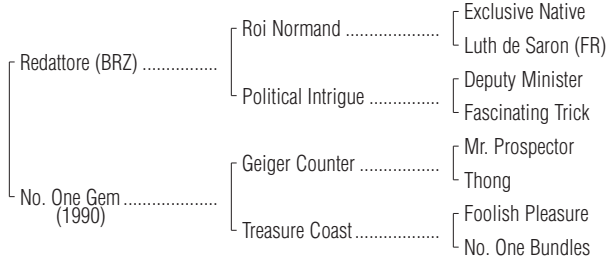 Exclusive Native
Roi Normand ....................
Luth de Saron (FR)
Redattore (BRZ) ................
Deputy Minister
Political Intrigue ...............
Fascinating Trick
Mr. Prospector
Geiger Counter .................
Thong
No. One Gem....................
(1990)
Foolish Pleasure
Treasure Coast..................
No. One Bundles